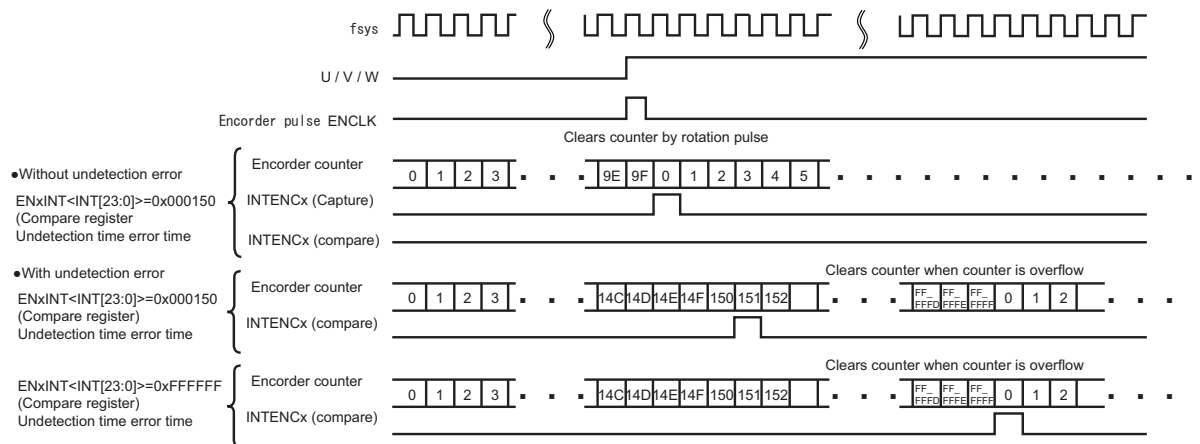 fsys
U / V / W
Encorder pulse ENCLK
Clears counter by rotation pulse
●Without undetection error
ENxINT<INT[23:0]>=0x000150
(Compare register
Undetection time error time
Encorder counter
0 1 2 3 . . . 9E 9F 0 1 2 3 4 5 . . . . . . . . . . . . . .
INTENCx (Capture)
INTENCx (compare)
●With undetection error
Clears counter when counter is overflow
ENxINT<INT[23:0]>=0x000150
(Compare register)
Undetection time error time
Encorder counter
0 1 2 3 . . . 14C 14D 14E 14F 150 151 152 . . . FF_FFFD FF_FFFE FF_FFFF 0 1 2 . . .
INTENCx (compare)
Clears counter when counter is overflow
ENxINT<INT[23:0]>=0xFFFFFF
(Compare register)
Undetection time error time
Encorder counter
0 1 2 3 . . . 14C 14D 14E 14F 150 151 152 . . . FF_FFFD FF_FFFE FF_FFFF 0 1 2 . . .
INTENCx (compare)